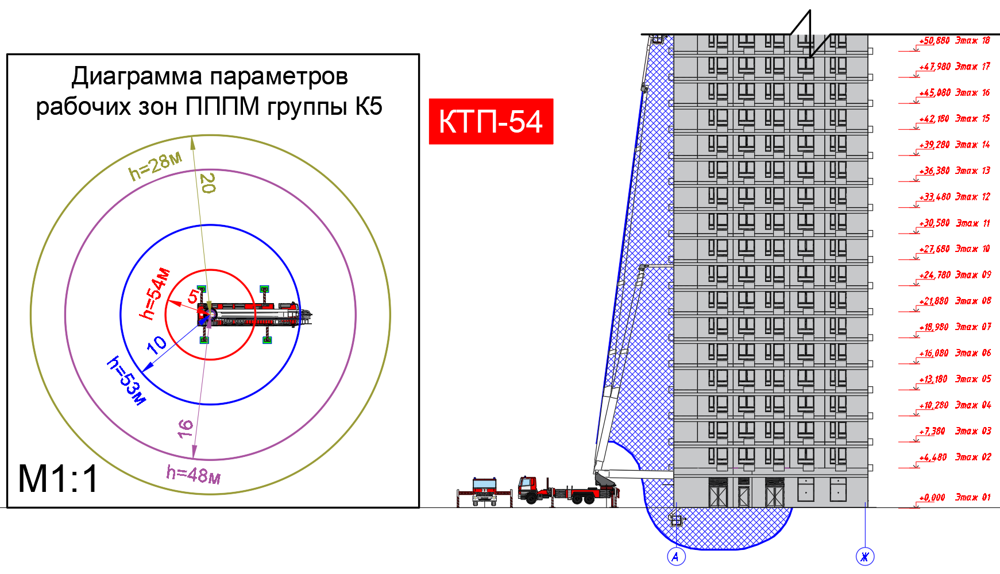 Диаграмма параметров
рабочих зон ПППМ группы К5
h=28м
20
h=54м
5
10
h=53м
16
h=48м
М1:1
КТП-54
+50,880 Этаж 18
+47,980 Этаж 17
+45,080 Этаж 16
+42,180 Этаж 15
+39,280 Этаж 14
+36,380 Этаж 13
+33,480 Этаж 12
+30,580 Этаж 11
+27,680 Этаж 10
+24,780 Этаж 09
+21,880 Этаж 08
+18,980 Этаж 07
+16,080 Этаж 06
+13,180 Этаж 05
+10,280 Этаж 04
+7,380 Этаж 03
+4,480 Этаж 02
+0,000 Этаж 01
А
Ж